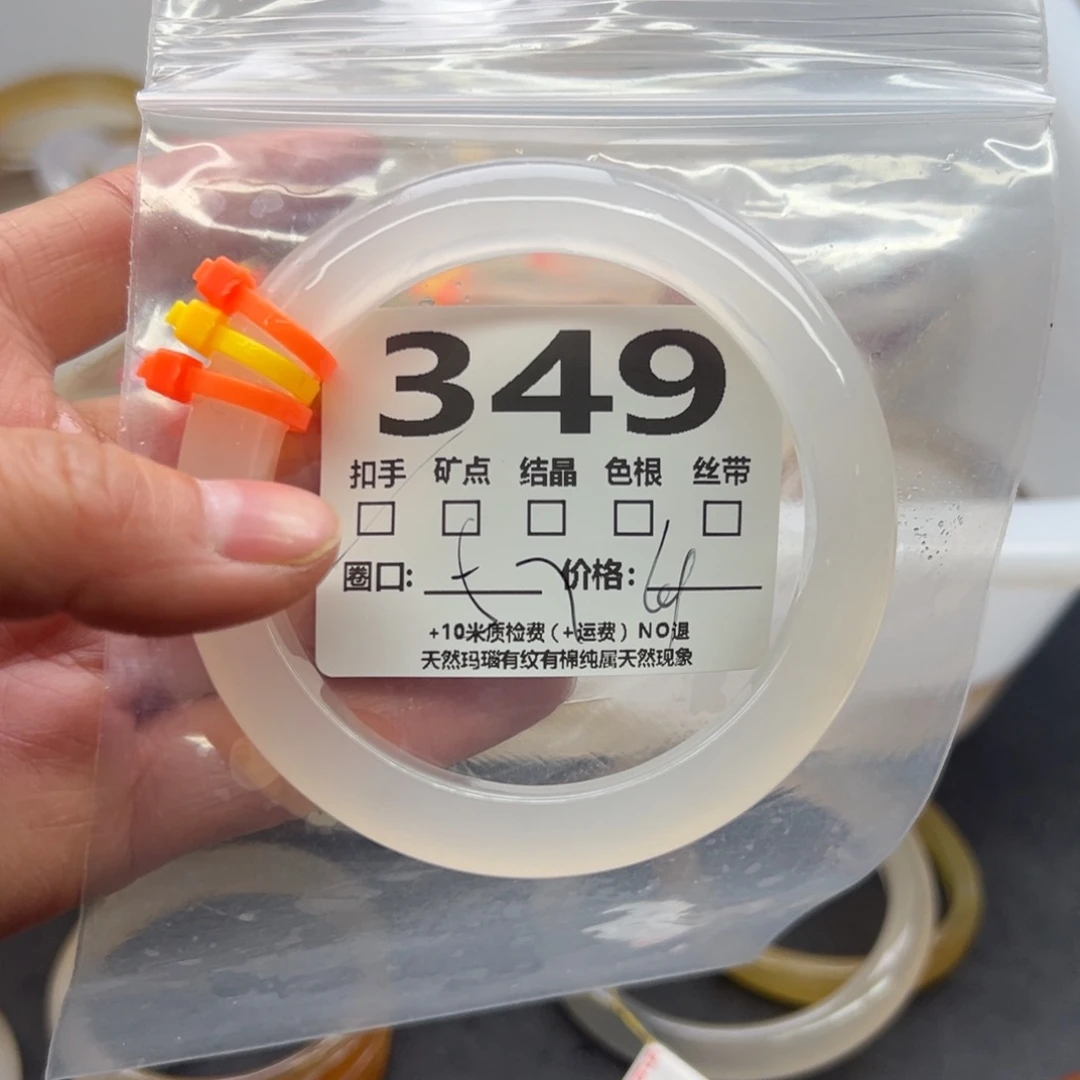 349
扣手 矿点 结晶 色根 丝带
圈口: 价格:
+10米质检费(+运费) NO退
天然玛瑙有纹有棉纯属天然现象